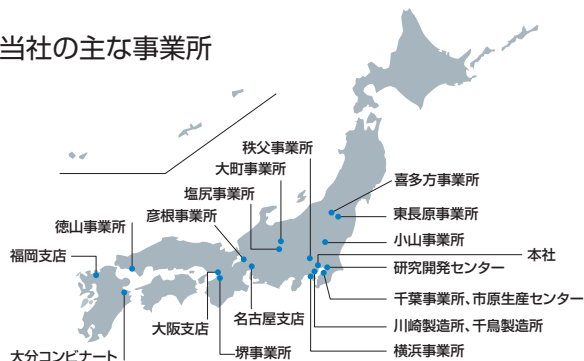 当社の主な事業所
秩父事業所
大町事業所
塩尻事業所
彦根事業所
徳山事業所
福岡支店
喜多方事業所
東長原事業所
小山事業所
本社
研究開発センター
千葉事業所、市原生産センター
川崎製造所、千鳥製造所
横浜事業所
名古屋支店
大阪支店
堺事業所
大分コンビナート